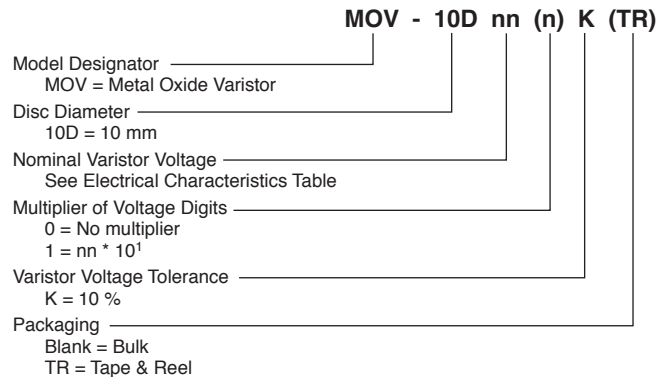 MOV - 10D nn (n) K (TR)
Model Designator
MOV = Metal Oxide Varistor
Disc Diameter
10D = 10 mm
Nominal Varistor Voltage
See Electrical Characteristics Table
Multiplier of Voltage Digits
0 = No multiplier
1 = nn * 10¹
Varistor Voltage Tolerance
K = 10 %
Packaging
Blank = Bulk
TR = Tape & Reel